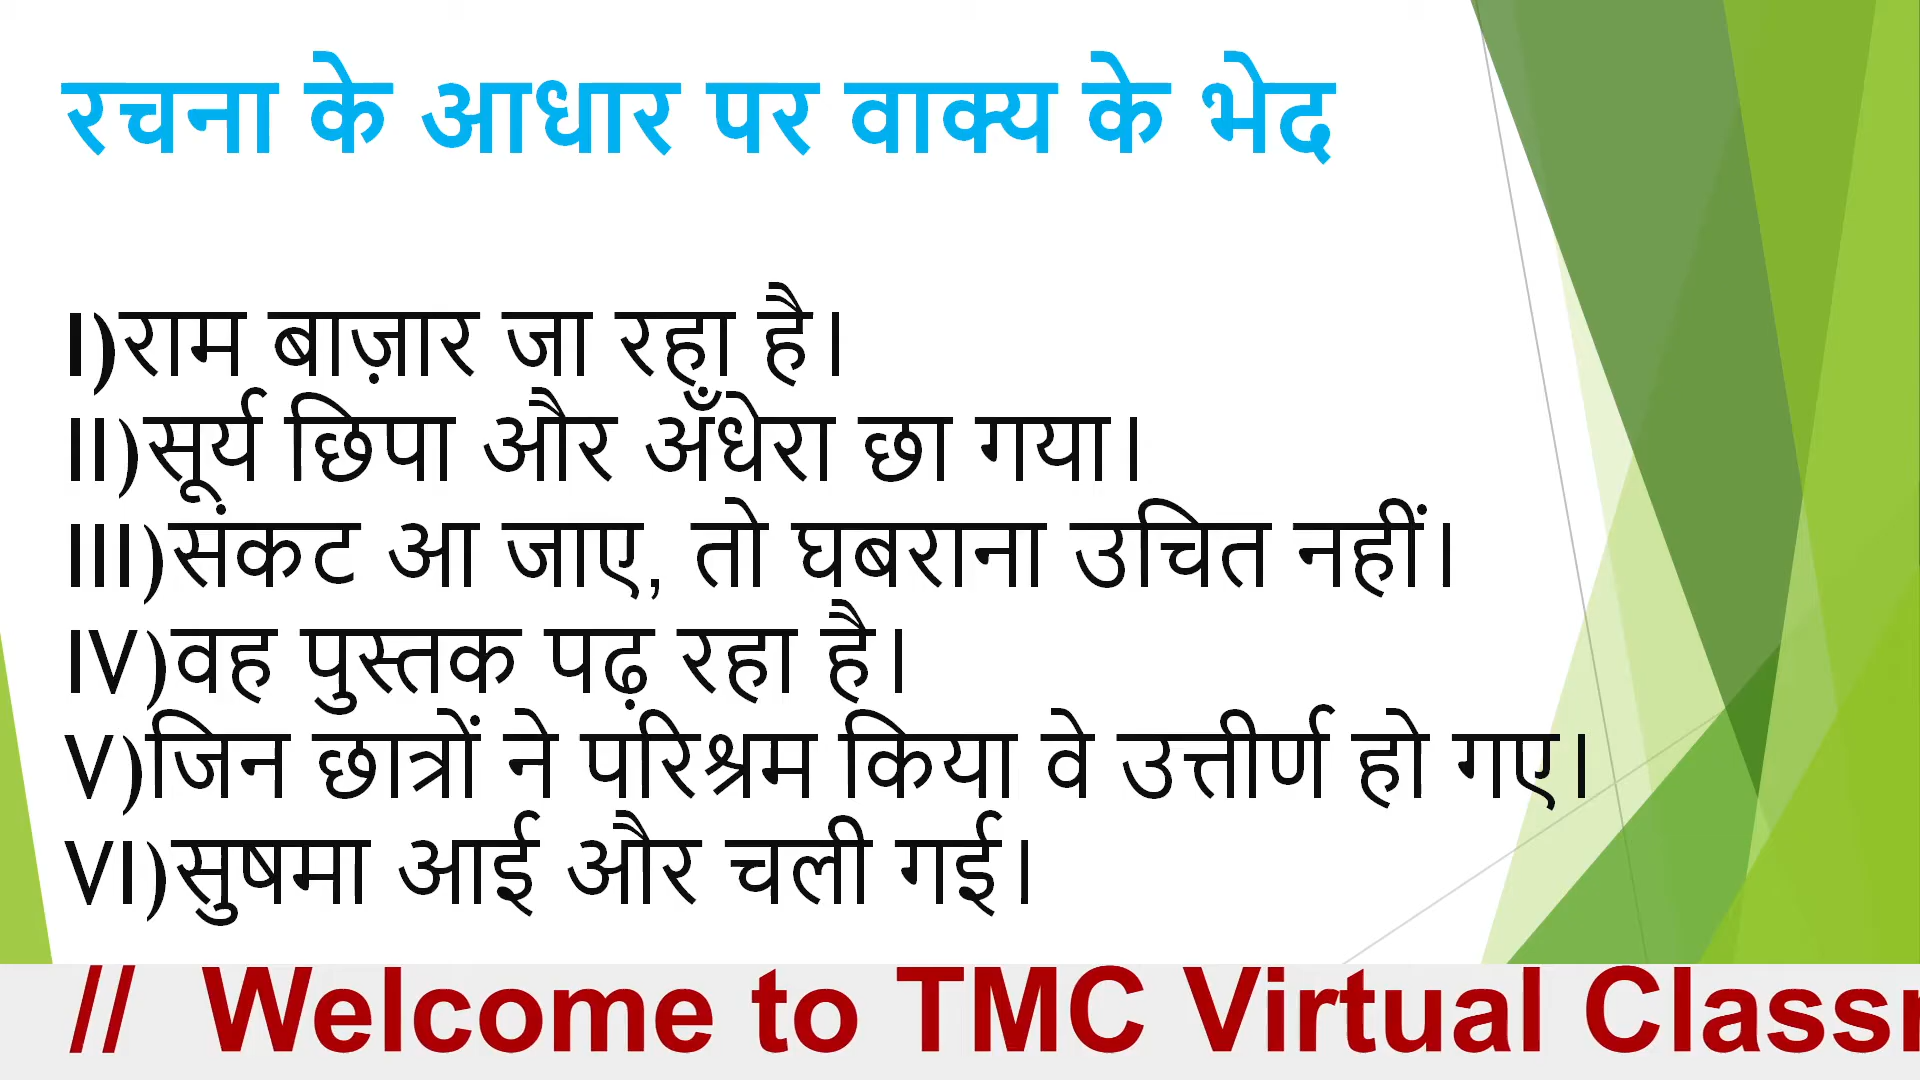 रचना के आधार पर वाक्य के भेद
I)राम बाज़ार जा रहा है।
II)सूर्य छिपा और अँधेरा छा गया।
III)संकट आ जाए, तो घबराना उचित नहीं।
IV)वह पुस्तक पढ़ रहा है।
V)जिन छात्रों ने परिश्रम किया वे उत्तीर्ण हो गए।
VI)सुषमा आई और चली गई।
// Welcome to TMC Virtual